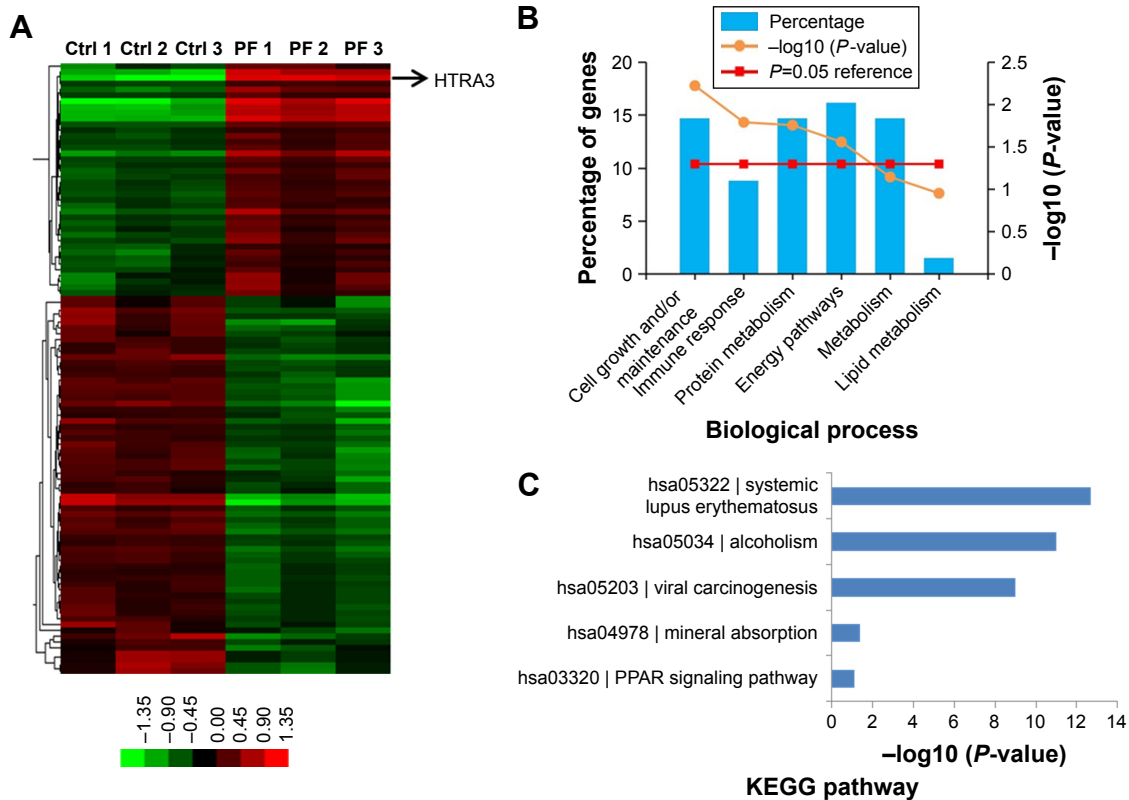 A
Ctrl 1 Ctrl 2 Ctrl 3 PF 1 PF 2 PF 3
HTRA3
−1.35
−0.90
−0.45
0.00
0.45
0.90
1.35
B
Percentage
–log10 (P-value)
P=0.05 reference
Percentage of genes
20
15
10
5
0
2.5
2
1.5
1
0.5
0
–log10 (P-value)
Cell growth and/or
maintenance
Immune response
Protein metabolism
Energy pathways
Metabolism
Lipid metabolism
Biological process
C
hsa05322 | systemic
lupus erythematosus
hsa05034 | alcoholism
hsa05203 | viral carcinogenesis
hsa04978 | mineral absorption
hsa03320 | PPAR signaling pathway
0 2 4 6 8 10 12 14
–log10 (P-value)
KEGG pathway